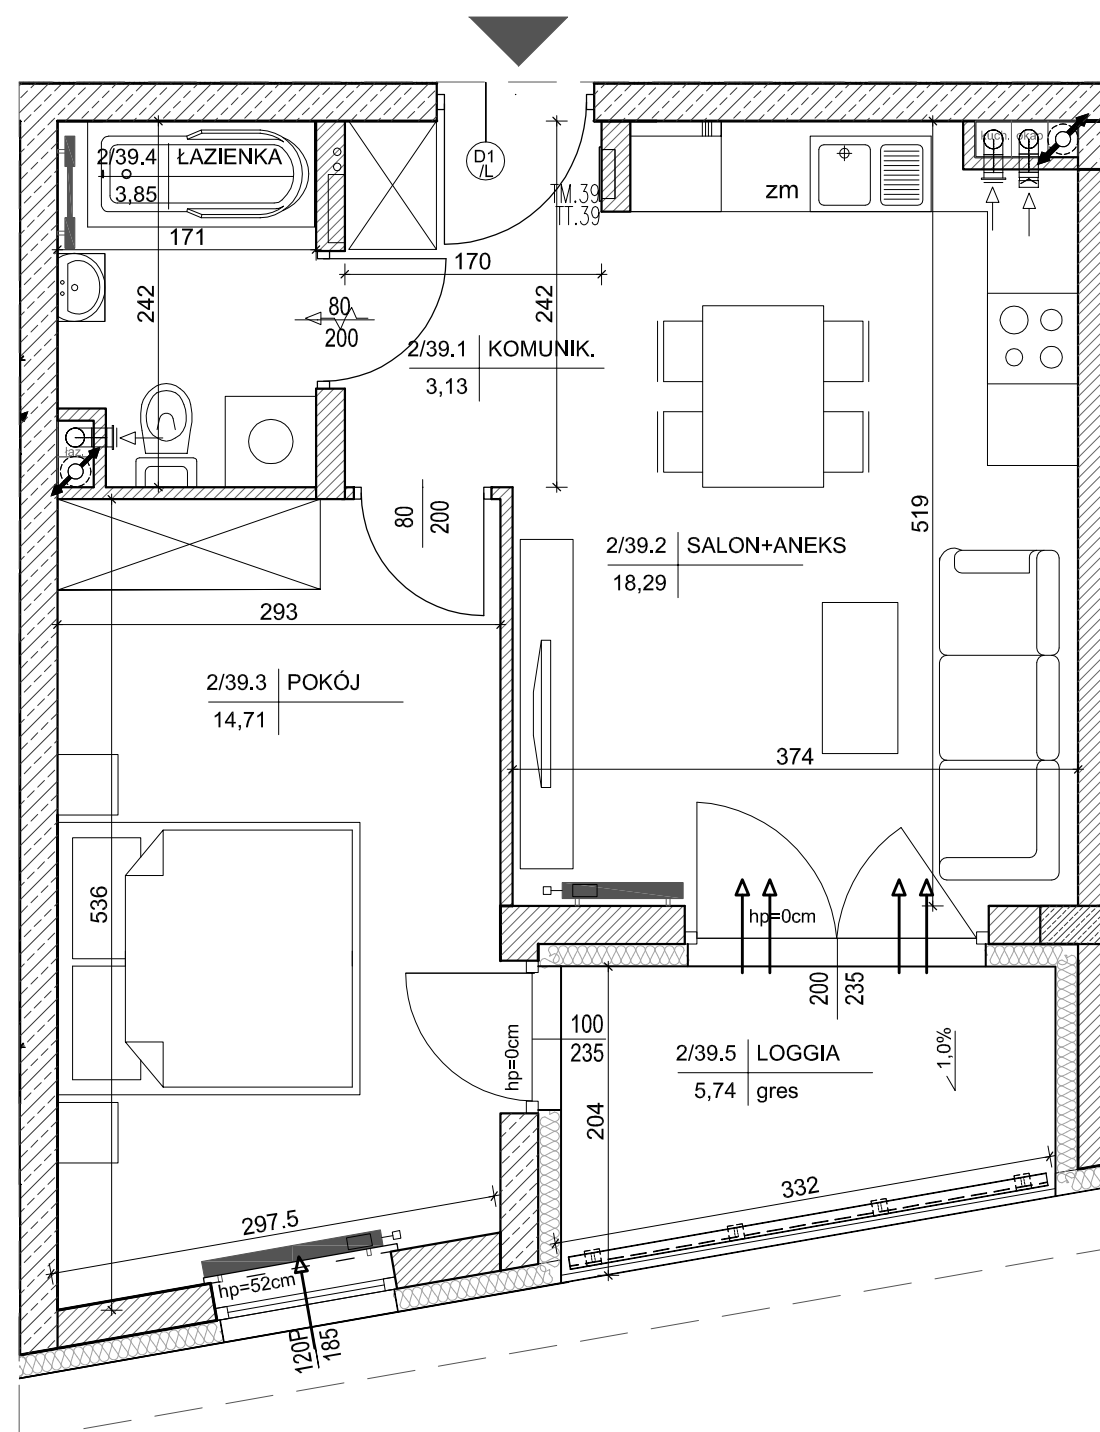 D1
/L
kuch. okap
2/39.4 ŁAZIENKA
3,85
TM.39
TT.39
zm
171
170
242
242
80
200
2/39.1 KOMUNIK.
3,13
łaz.
80
200
519
2/39.2 SALON+ANEKS
18,29
293
2/39.3 POKÓJ
14,71
374
536
hp=0cm
200
235
100
235
hp=0cm
2/39.5 LOGGIA
5,74 gres
1,0%
204
332
297.5
hp=52cm
120P
185